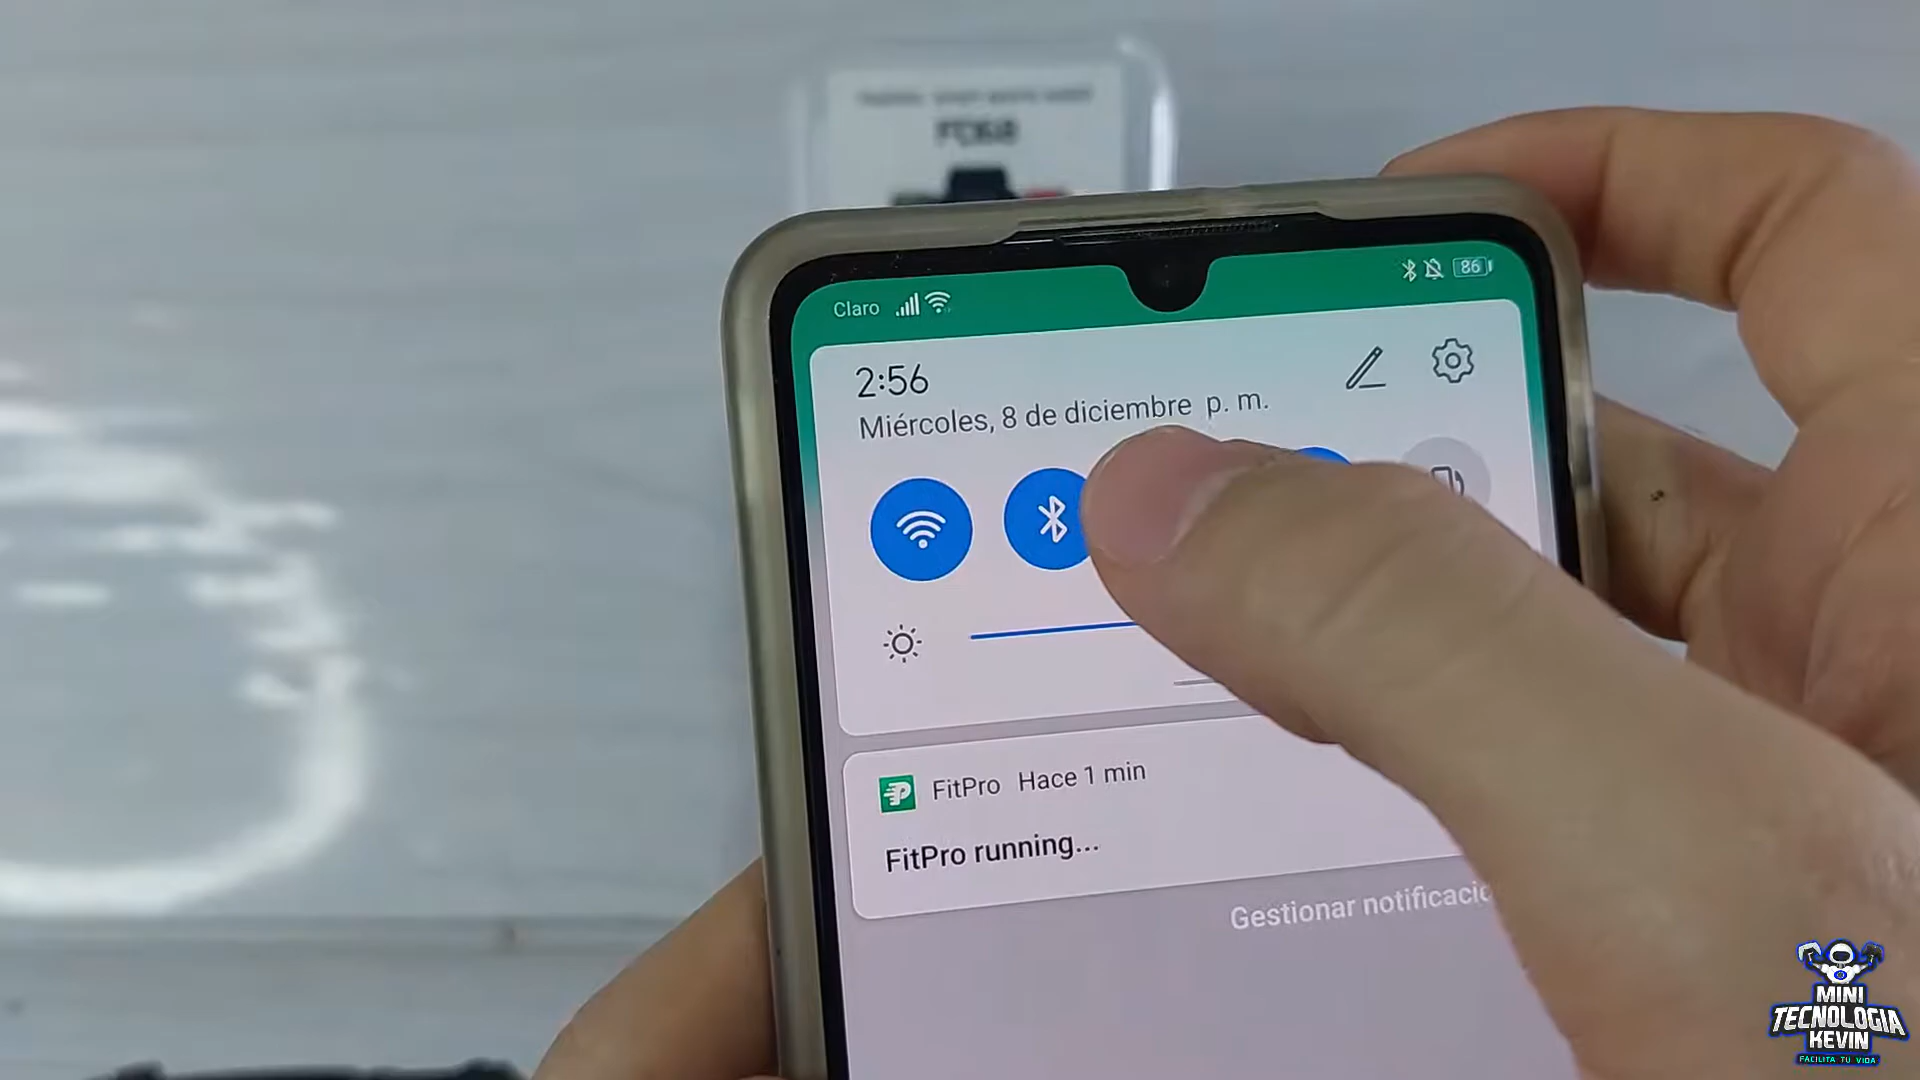 FD68
Claro
86
2:56
Miércoles, 8 de diciembre p. m.
FitPro Hace 1 min
FitPro running...
Gestionar notificacio
MINI
TECNOLOGIA
KEVIN
FACILITA TU VIDA